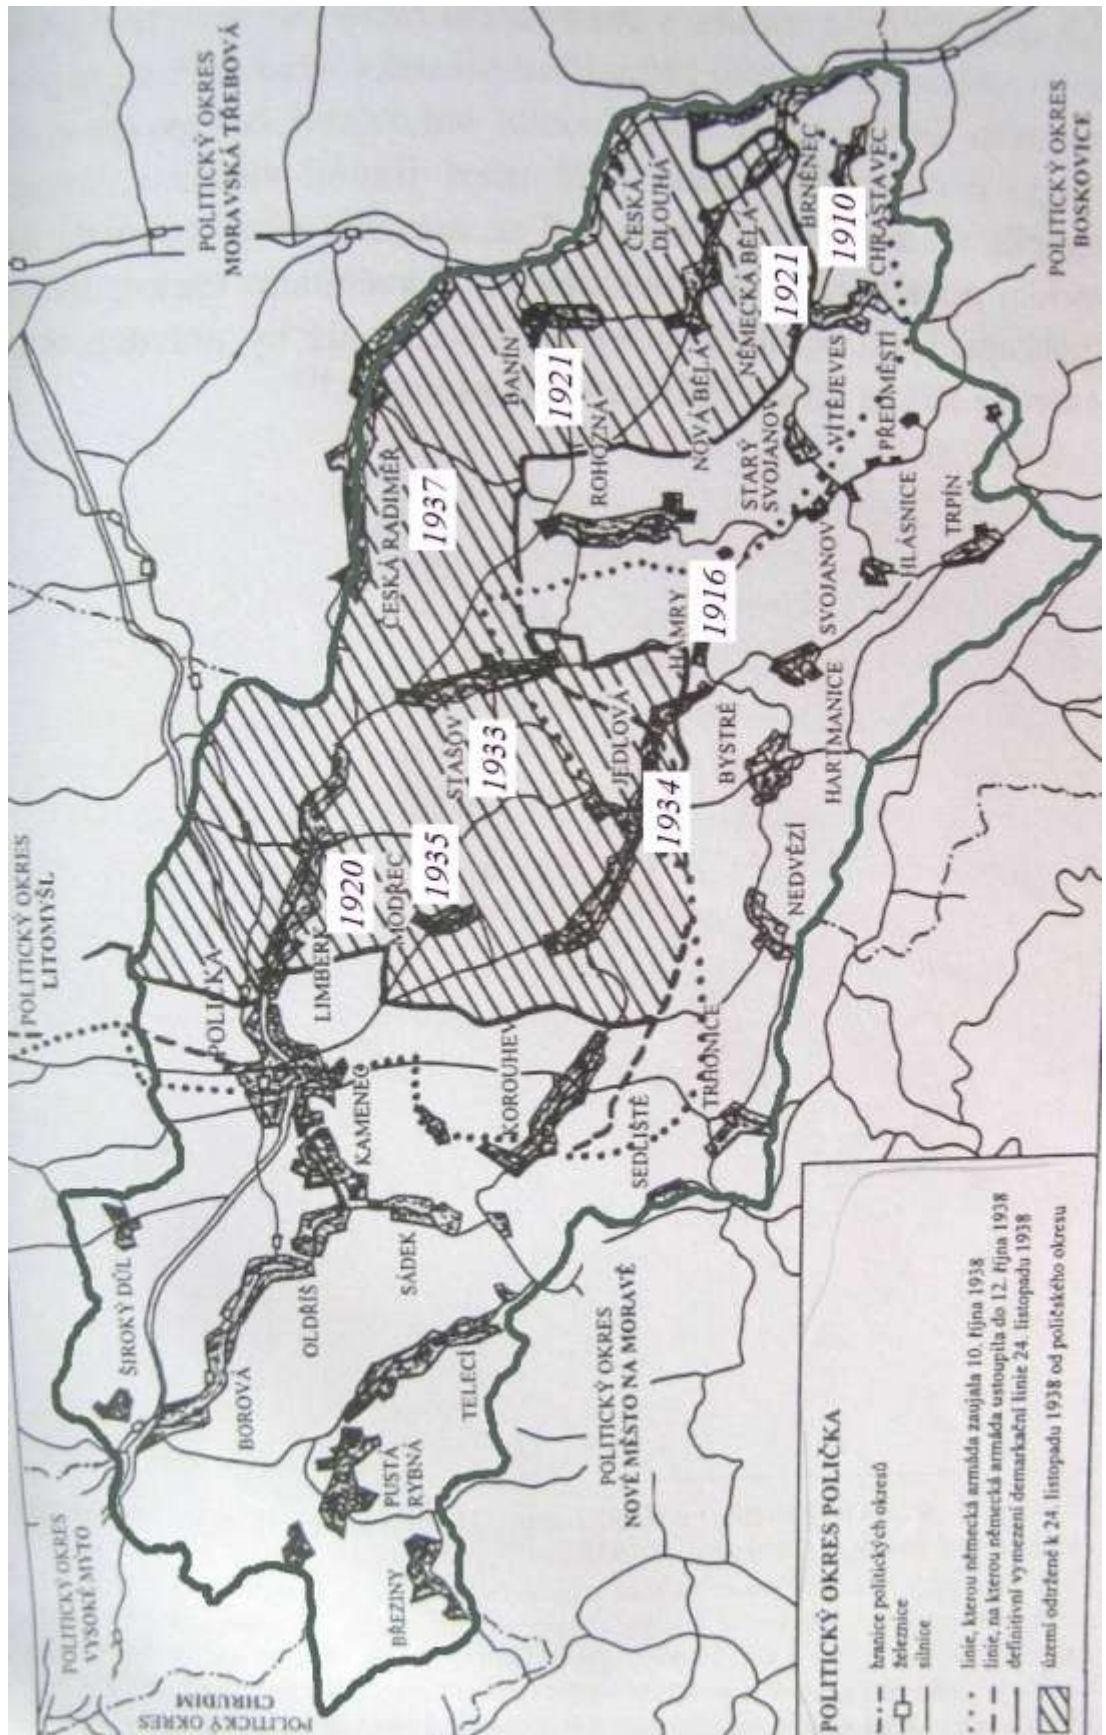 POLITICKÝ OKRES
CHRUDIM
POLITICKÝ OKRES
VYSOKÉ MÝTO
POLITICKÝ OKRES
LITOMYŠL
POLITICKÝ OKRES
MORAVSKÁ TŘEBOVÁ
ŠIROKÝ DŮL
BOROVÁ
OLDŘÍŠ
PUSTÁ
RYBNÁ
BŘEZINY
TELECÍ
SÁDEK
KAMENEC
POLIČKA
LIMBERK
1920
MODŘEC
1935
STAŠOV
1933
ČESKÁ RADIMĚŘ
1937
BANÍN
1921
ČESKÁ
DLOUHÁ
ROHOZNÁ
NOVÁ BĚLÁ
NĚMECKÁ BĚLÁ
1921
BRNĚNEC
1910
CHRASTAVEC
KOROUHEV
SEDLIŠTĚ
TRHONICE
JEDLOVÁ
1934
HAMRY
1916
BYSTRÉ
STARÝ
SVOJANOV
VÍTĚJEVES
PŘEDMĚSTÍ
NEDVĚZÍ
HARTMANICE
SVOJANOV
HLÁSNICE
TRPÍN
POLITICKÝ OKRES
NOVÉ MĚSTO NA MORAVĚ
POLITICKÝ OKRES
BOSKOVICE
POLITICKÝ OKRES POLIČKA
hranice politických okresů
železnice
silnice
linie, kterou německá armáda zaujala 10. října 1938
linie, na kterou německá armáda ustoupila do 12. října 1938
definitivní vymezení demarkační linie 24. listopadu 1938
území odtržené k 24. listopadu 1938 od poličského okresu